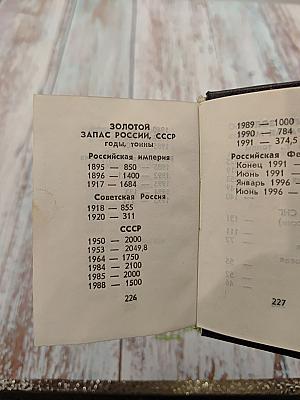 ЗОЛОТОЙ
ЗАПАС РОССИИ, СССР
годы, тонны
Российская империя
1895 — 850
1896 — 1400
1917 — 1684
Советская Россия
1918 — 855
1920 — 311
СССР
1950 — 2000
1953 — 2049,8
1964 — 1750
1984 — 2100
1985 — 2000
1988 — 1500
226
1989 — 1000
1990 — 784
1991 — 374,5
Российская Фе
Конец 1991 —
Июнь 1991 —
Январь 1996 —
Июнь 1996 —
227